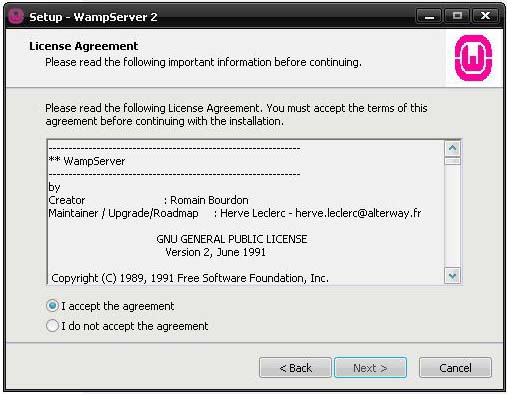 Setup - WampServer 2
License Agreement
Please read the following important information before continuing.
Please read the following License Agreement. You must accept the terms of this
agreement before continuing with the installation.
-----------------------------------------------------------
** WampServer
-----------------------------------------------------------
by
Creator : Romain Bourdon
Maintainer / Upgrade/Roadmap : Herve Leclerc - herve.leclerc@alterway.fr
GNU GENERAL PUBLIC LICENSE
Version 2, June 1991
Copyright (C) 1989, 1991 Free Software Foundation, Inc.
I accept the agreement
I do not accept the agreement
< Back Next > Cancel